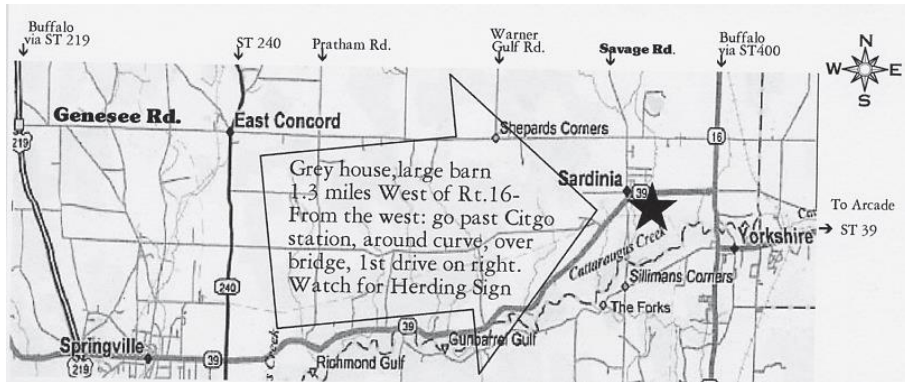 Buffalo
via ST 219
ST 240
Pratham Rd.
Warner
Gulf Rd.
Savage Rd.
Buffalo
via ST400
N
W E
S
Genesee Rd.
East Concord
219
Shepards Corners
16
Grey house, large barn
1.3 miles West of Rt.16-
From the west: go past Citgo
station, around curve, over
bridge, 1st drive on right.
Watch for Herding Sign
Sardinia
39
To Arcade
ST 39
Yorkshire
Cattaraugus Creek
Sillimans Corners
The Forks
240
39
Gunbarrel Gulf
Springville
219
39
Richmond Gulf